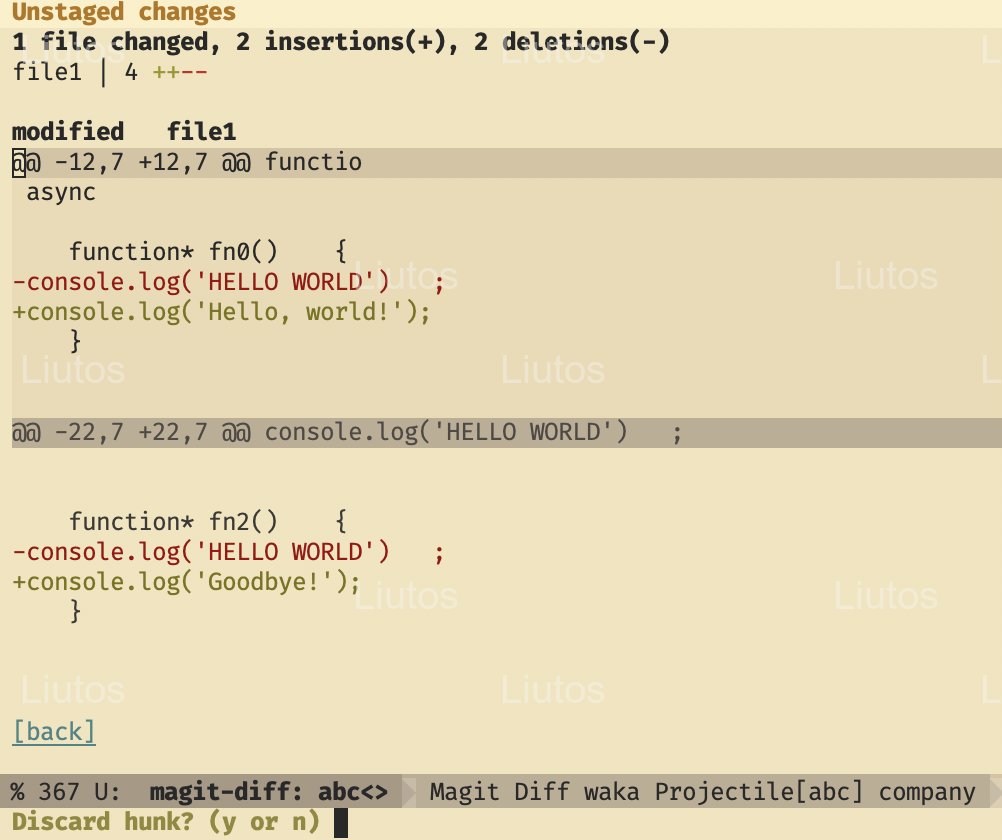 Unstaged changes
1 file changed, 2 insertions(+), 2 deletions(-)
file1 | 4 ++--
modified   file1
@@ -12,7 +12,7 @@ functio
 async
    function* fn0()    {
-console.log('HELLO WORLD')   ;
+console.log('Hello, world!');
    }
@@ -22,7 +22,7 @@ console.log('HELLO WORLD')   ;
    function* fn2()    {
-console.log('HELLO WORLD')   ;
+console.log('Goodbye!');
    }
[back]
% 367 U:  magit-diff: abc<>  Magit Diff waka Projectile[abc] company
Discard hunk? (y or n)
Liutos
Liutos
Liutos
Liutos
Liutos
Liutos
Liutos
Liutos
Liutos
Liutos